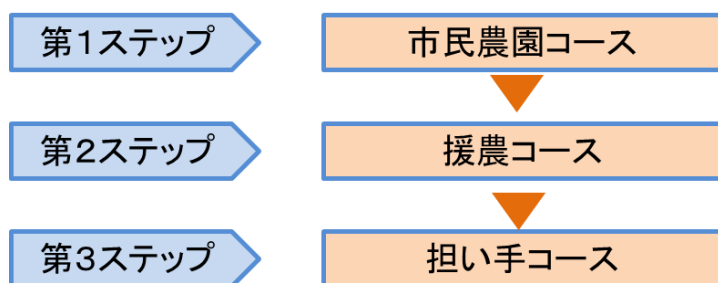 第1ステップ
市民農園コース
第2ステップ
援農コース
第3ステップ
担い手コース